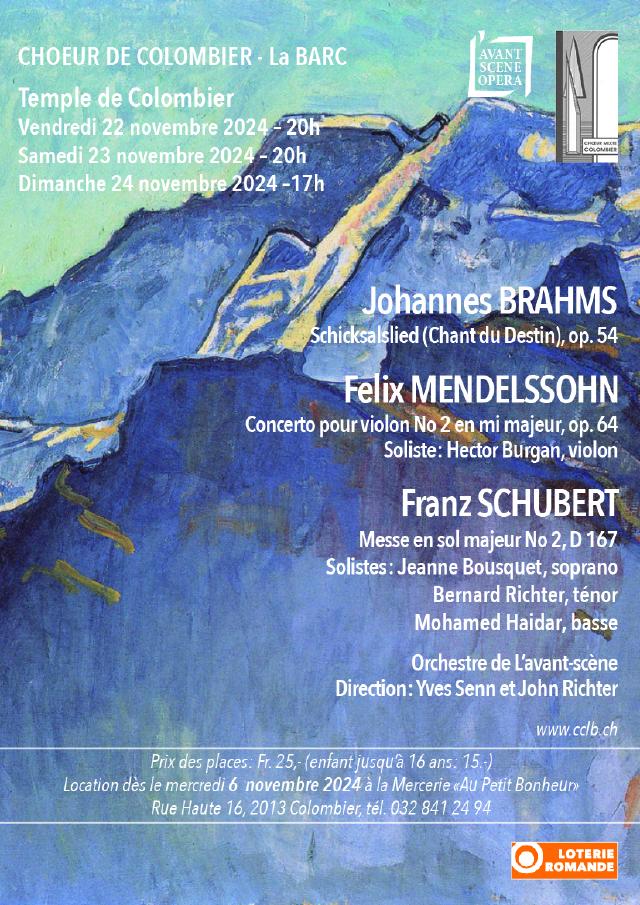 CHOEUR DE COLOMBIER · La BARC
Temple de Colombier
Vendredi 22 novembre 2024 – 20h
Samedi 23 novembre 2024 – 20h
Dimanche 24 novembre 2024 –17h
AVANT
SCÈNE
OPÉRA
CHŒUR MIXTE
COLOMBIER
Johannes BRAHMS
Schicksalslied (Chant du Destin), op. 54
Felix MENDELSSOHN
Concerto pour violon No 2 en mi majeur, op. 64
Soliste : Hector Burgan, violon
Franz SCHUBERT
Messe en sol majeur No 2, D 167
Solistes : Jeanne Bousquet, soprano
Bernard Richter, ténor
Mohamed Haidar, basse
Orchestre de L'avant-scène
Direction : Yves Senn et John Richter
www.cclb.ch
Prix des places : Fr. 25,- (enfant jusqu'à 16 ans : 15.-)
Location dès le mercredi 6 novembre 2024 à la Mercerie «Au Petit Bonheur»
Rue Haute 16, 2013 Colombier, tél. 032 841 24 94
LOTERIE
ROMANDE